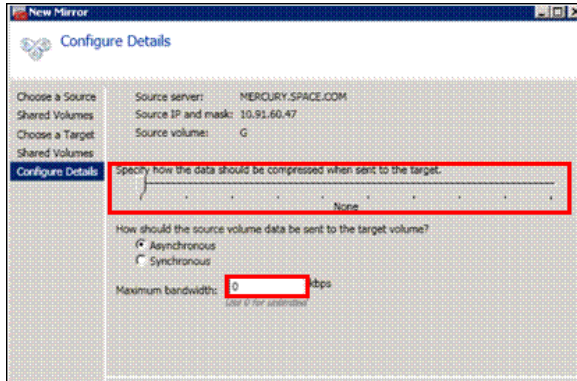 New Mirror
Configure Details
Choose a Source
Shared Volumes
Choose a Target
Shared Volumes
Configure Details
Source server: MERCURY.SPACE.COM
Source IP and mask: 10.91.60.47
Source volume: G
Specify how the data should be compressed when sent to the target.
None
How should the source volume data be sent to the target volume?
Asynchronous
Synchronous
Maximum bandwidth: 0 kbps
Use 0 for unlimited